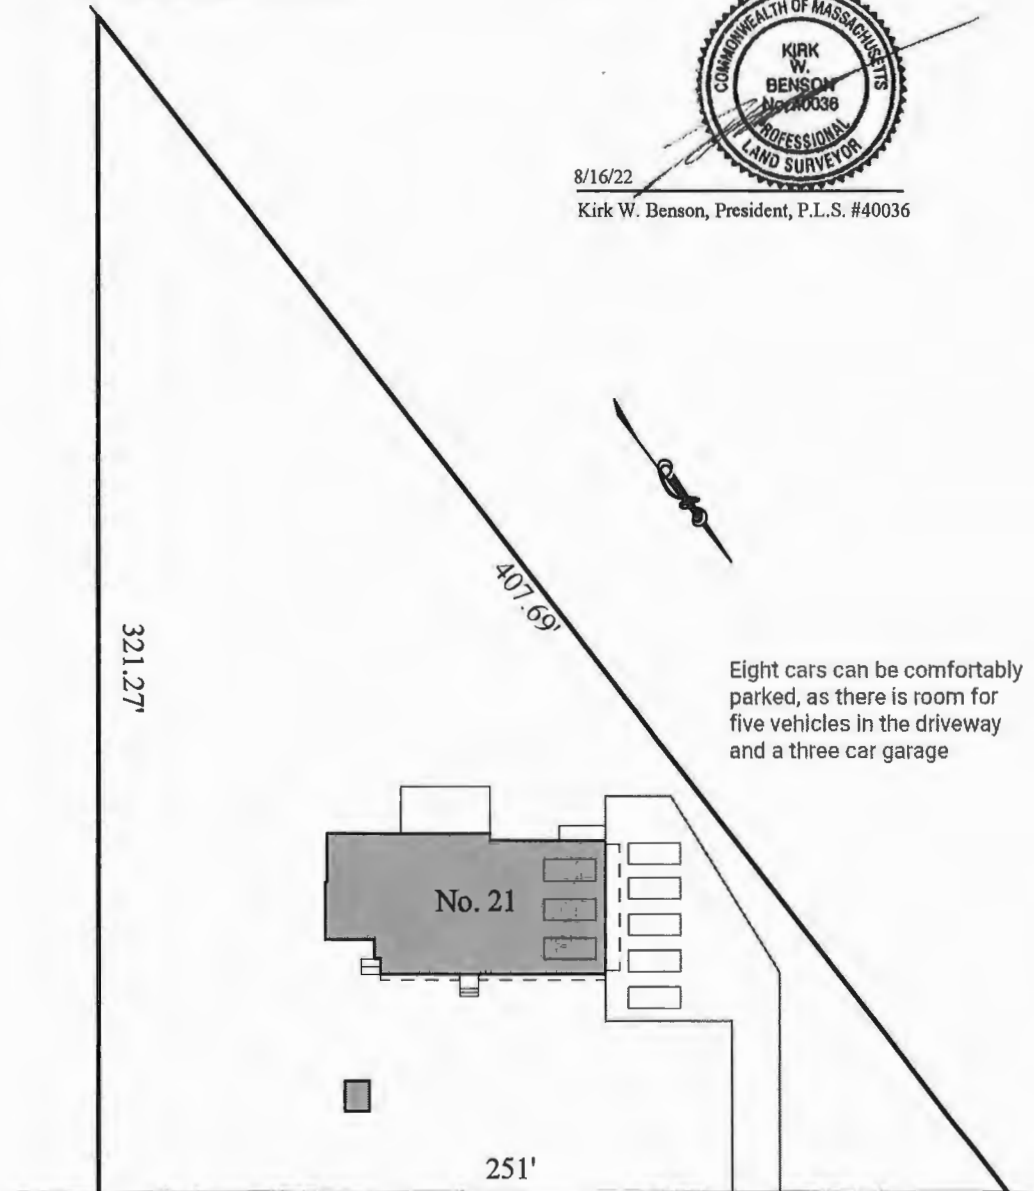 COMMONWEALTH OF MASSACHUSETTS
KIRK
W.
BENSON
No. 40036
PROFESSIONAL
LAND SURVEYOR
8/16/22
Kirk W. Benson, President, P.L.S. #40036
407.69'
321.27'
Eight cars can be comfortably
parked, as there is room for
five vehicles in the driveway
and a three car garage
No. 21
251'